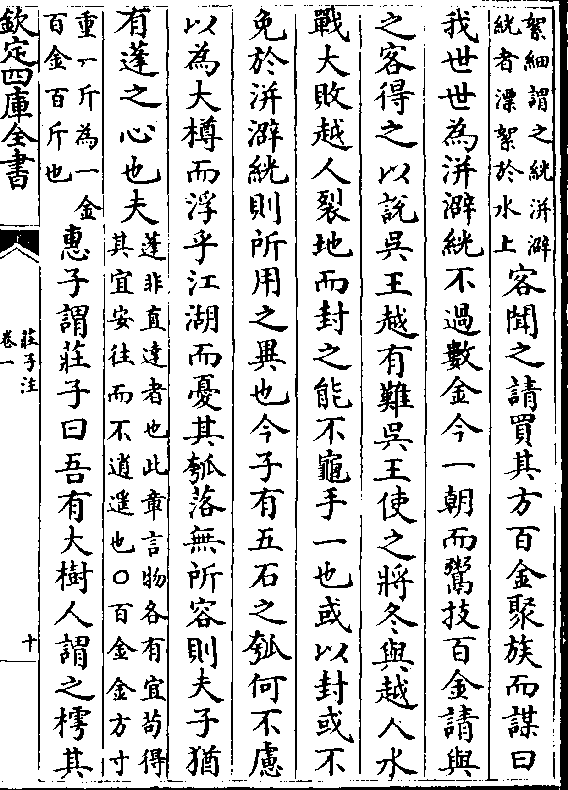 絮細謂之絖洴澼
絖者漂絮於水上
客聞之請買其方百金聚族而謀曰
我世世為洴澼絖不過數金今一朝而鬻技百金請與
之客得之以說吳王越有難吳王使之將冬與越人水
戰大敗越人裂地而封之能不龜手一也或以封或不
免於洴澼絖則所用之異也今子有五石之瓠何不慮
以為大樽而浮乎江湖而憂其瓠落無所容則夫子猶
有蓬之心也夫
蓬非直達者也此章言物各有宜茍得
其宜安往而不逍遥也○百金金方寸
重一斤為一金
百金百斤也
惠子謂莊子曰吾有大樹人謂之樗其
欽定四庫全書
莊子注
卷一
十